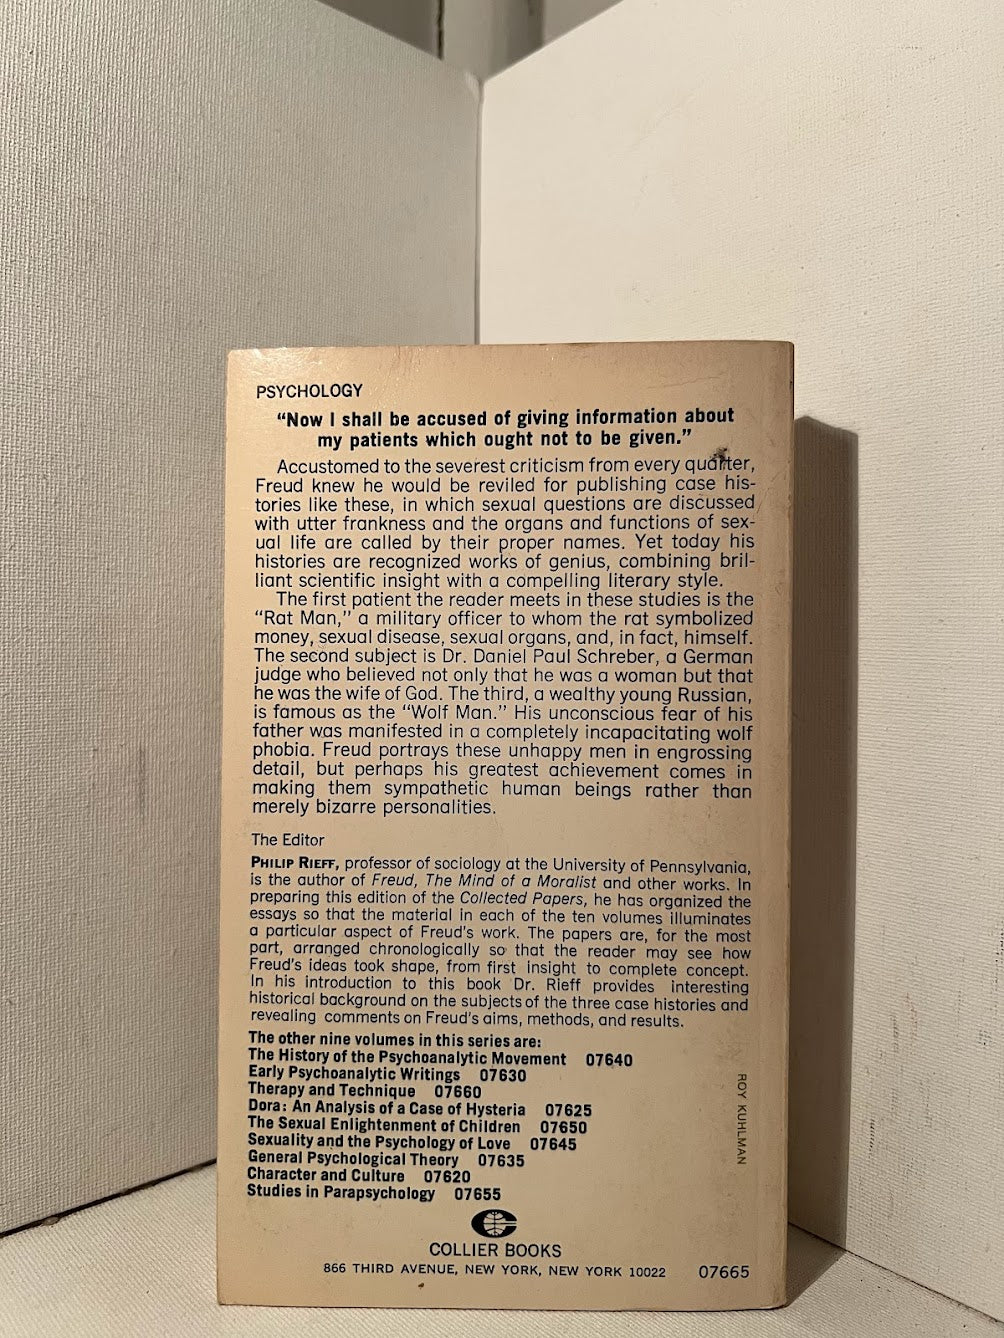 PSYCHOLOGY
“Now I shall be accused of giving information about
my patients which ought not to be given.”
Accustomed to the severest criticism from every quarter,
Freud knew he would be reviled for publishing case his-
tories like these, in which sexual questions are discussed
with utter frankness and the organs and functions of sex-
ual life are called by their proper names. Yet today his
histories are recognized works of genius, combining bril-
liant scientific insight with a compelling literary style.
The first patient the reader meets in these studies is the
“Rat Man,” a military officer to whom the rat symbolized
money, sexual disease, sexual organs, and, in fact, himself.
The second subject is Dr. Daniel Paul Schreber, a German
judge who believed not only that he was a woman but that
he was the wife of God. The third, a wealthy young Russian,
is famous as the “Wolf Man.” His unconscious fear of his
father was manifested in a completely incapacitating wolf
phobia. Freud portrays these unhappy men in engrossing
detail, but perhaps his greatest achievement comes in
making them sympathetic human beings rather than
merely bizarre personalities.
The Editor
PHILIP RIEFF, professor of sociology at the University of Pennsylvania,
is the author of Freud, The Mind of a Moralist and other works. In
preparing this edition of the Collected Papers, he has organized the
essays so that the material in each of the ten volumes illuminates
a particular aspect of Freud's work. The papers are, for the most
part, arranged chronologically so that the reader may see how
Freud's ideas took shape, from first insight to complete concept.
In his introduction to this book Dr. Rieff provides interesting
historical background on the subjects of the three case histories and
revealing comments on Freud's aims, methods, and results.
The other nine volumes in this series are:
The History of the Psychoanalytic Movement 07640
Early Psychoanalytic Writings 07630
Therapy and Technique 07660
Dora: An Analysis of a Case of Hysteria 07625
The Sexual Enlightenment of Children 07650
Sexuality and the Psychology of Love 07645
General Psychological Theory 07635
Character and Culture 07620
Studies in Parapsychology 07655
ROY KUHLMAN
COLLIER BOOKS
866 THIRD AVENUE, NEW YORK, NEW YORK 10022 07665